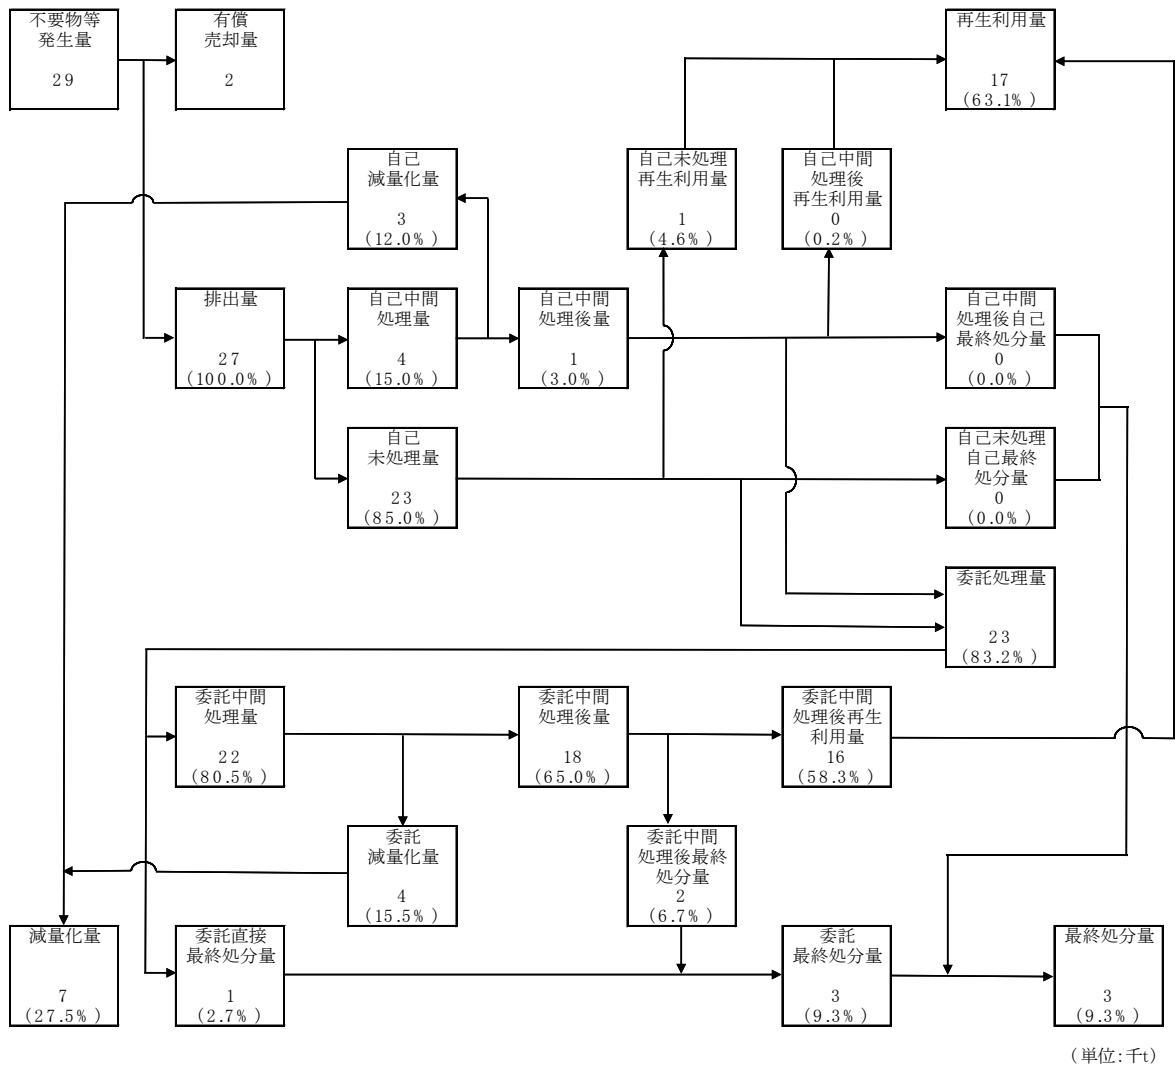 不要物等
発生量
29
有償
売却量
2
再生利用量
17
(63.1%)
自己
減量化量
3
(12.0%)
自己未処理
再生利用量
1
(4.6%)
自己中間
処理後
再生利用量
0
(0.2%)
排出量
27
(100.0%)
自己中間
処理量
4
(15.0%)
自己中間
処理後量
1
(3.0%)
自己中間
処理後自己
最終処分量
0
(0.0%)
自己
未処理量
23
(85.0%)
自己未処理
自己最終
処分量
0
(0.0%)
委託処理量
23
(83.2%)
委託中間
処理量
22
(80.5%)
委託中間
処理後量
18
(65.0%)
委託中間
処理後再生
利用量
16
(58.3%)
委託
減量化量
4
(15.5%)
委託中間
処理後最終
処分量
2
(6.7%)
減量化量
7
(27.5%)
委託直接
最終処分量
1
(2.7%)
委託
最終処分量
3
(9.3%)
最終処分量
3
(9.3%)
(単位:千t)